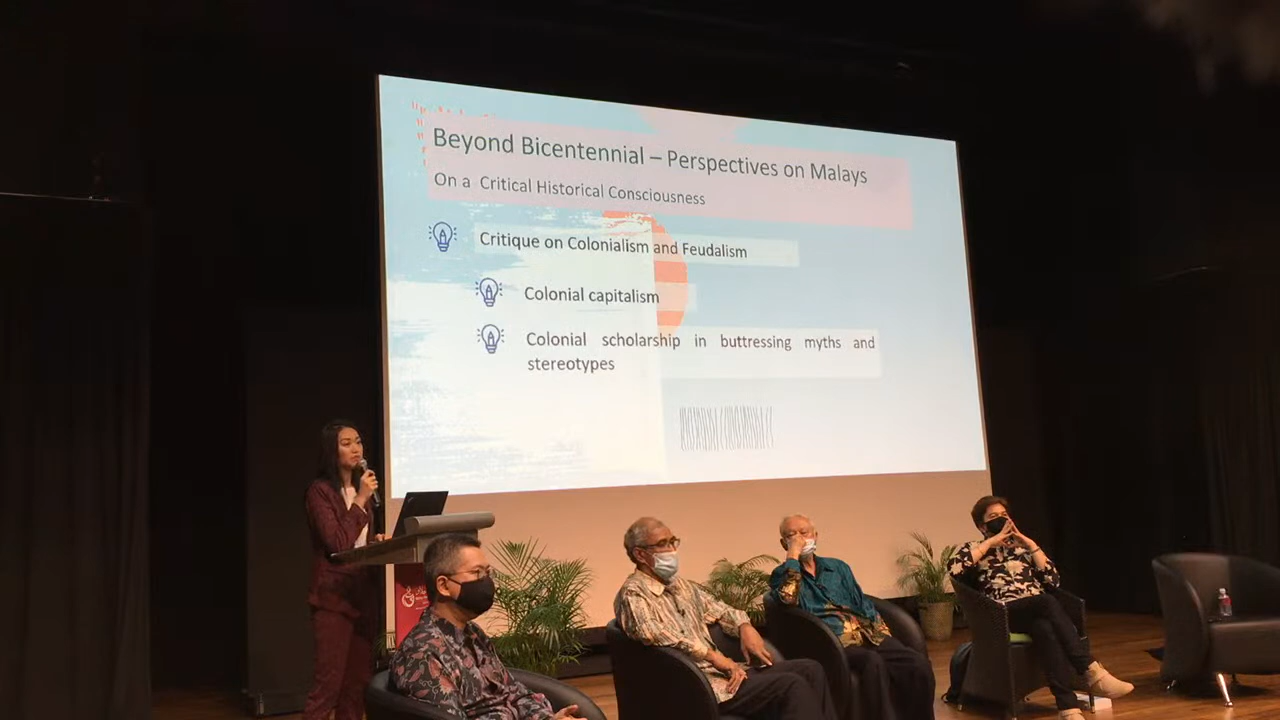 Beyond Bicentennial – Perspectives on Malays
On a Critical Historical Consciousness
Critique on Colonialism and Feudalism
Colonial capitalism
Colonial scholarship in buttressing myths and
stereotypes